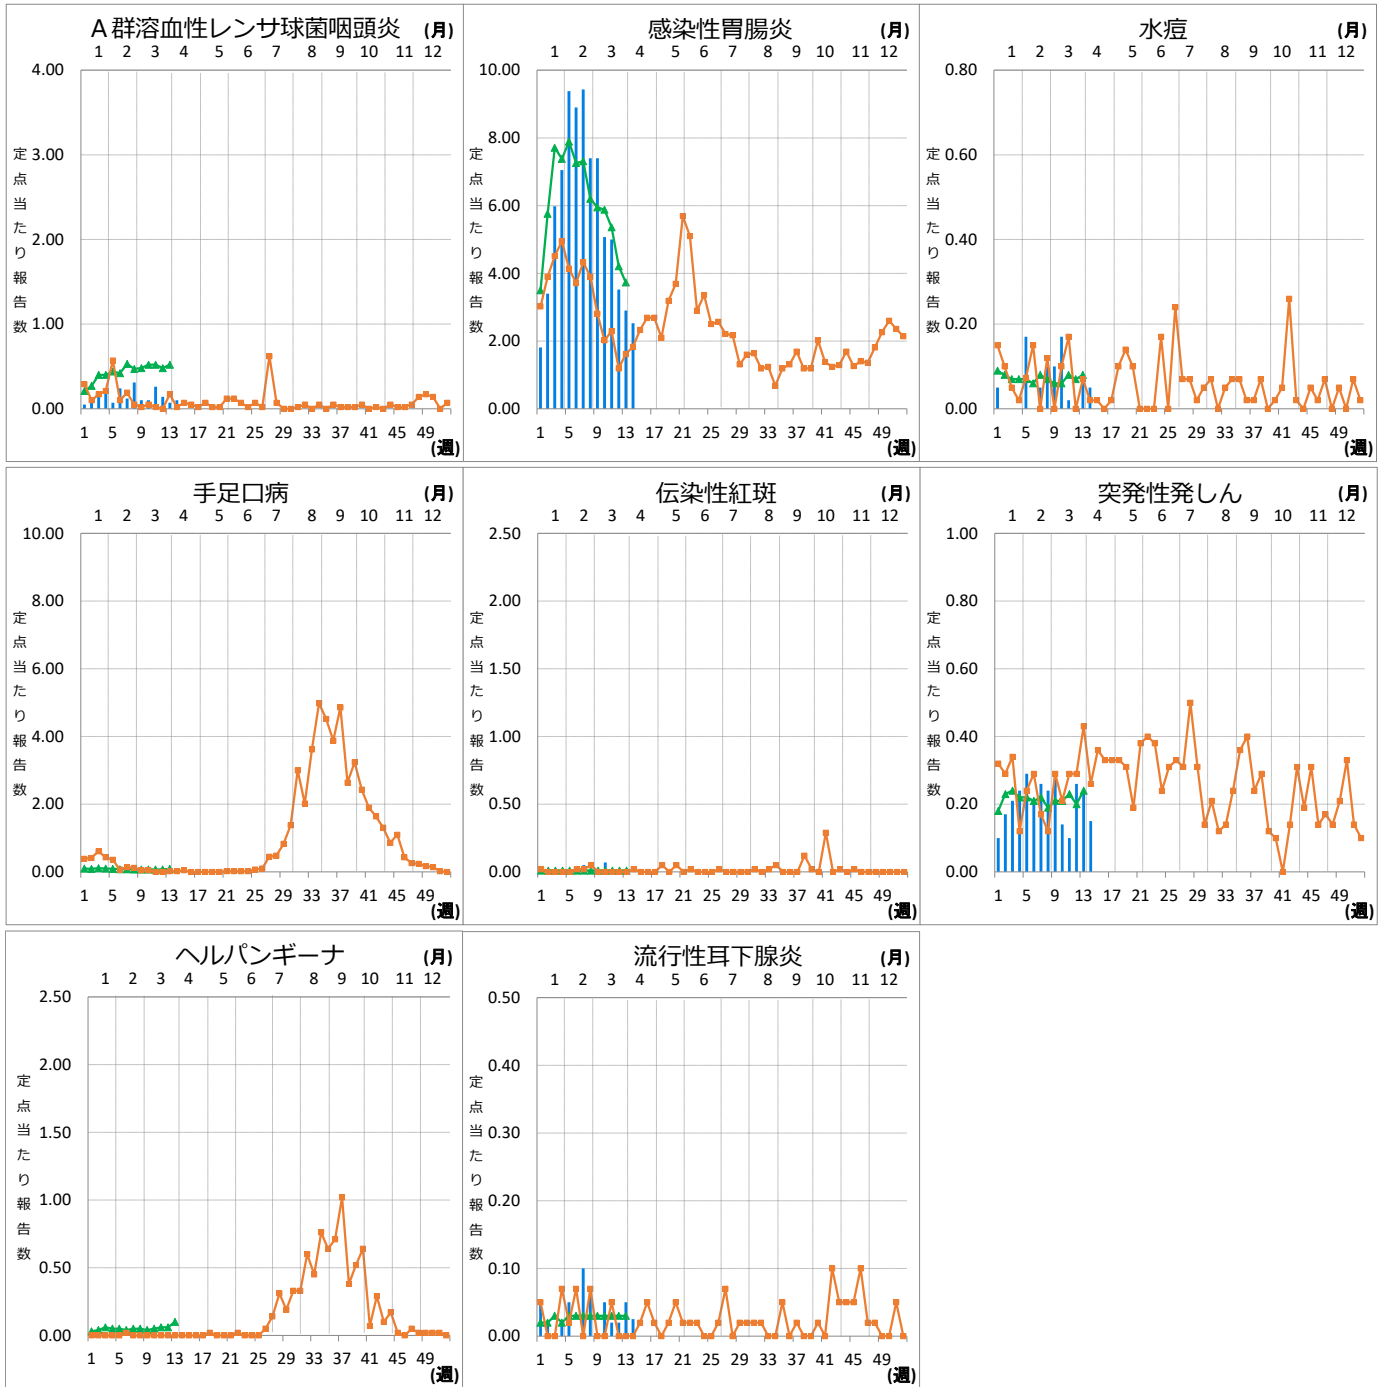 A群溶血性レンサ球菌咽頭炎 (月)
1 2 3 4 5 6 7 8 9 10 11 12
4.00
3.00
2.00
1.00
0.00
定点当たり報告数
1 5 9 13 17 21 25 29 33 37 41 45 49
(週)
感染性胃腸炎 (月)
1 2 3 4 5 6 7 8 9 10 11 12
10.00
8.00
6.00
4.00
2.00
0.00
定点当たり報告数
1 5 9 13 17 21 25 29 33 37 41 45 49
(週)
水痘 (月)
1 2 3 4 5 6 7 8 9 10 11 12
0.80
0.60
0.40
0.20
0.00
定点当たり報告数
1 5 9 13 17 21 25 29 33 37 41 45 49
(週)
手足口病 (月)
1 2 3 4 5 6 7 8 9 10 11 12
10.00
8.00
6.00
4.00
2.00
0.00
定点当たり報告数
1 5 9 13 17 21 25 29 33 37 41 45 49
(週)
伝染性紅斑 (月)
1 2 3 4 5 6 7 8 9 10 11 12
2.50
2.00
1.50
1.00
0.50
0.00
定点当たり報告数
1 5 9 13 17 21 25 29 33 37 41 45 49
(週)
突発性発しん (月)
1 2 3 4 5 6 7 8 9 10 11 12
1.00
0.80
0.60
0.40
0.20
0.00
定点当たり報告数
1 5 9 13 17 21 25 29 33 37 41 45 49
(週)
ヘルパンギーナ (月)
1 2 3 4 5 6 7 8 9 10 11 12
2.50
2.00
1.50
1.00
0.50
0.00
定点当たり報告数
1 5 9 13 17 21 25 29 33 37 41 45 49
(週)
流行性耳下腺炎 (月)
1 2 3 4 5 6 7 8 9 10 11 12
0.50
0.40
0.30
0.20
0.10
0.00
定点当たり報告数
1 5 9 13 17 21 25 29 33 37 41 45 49
(週)